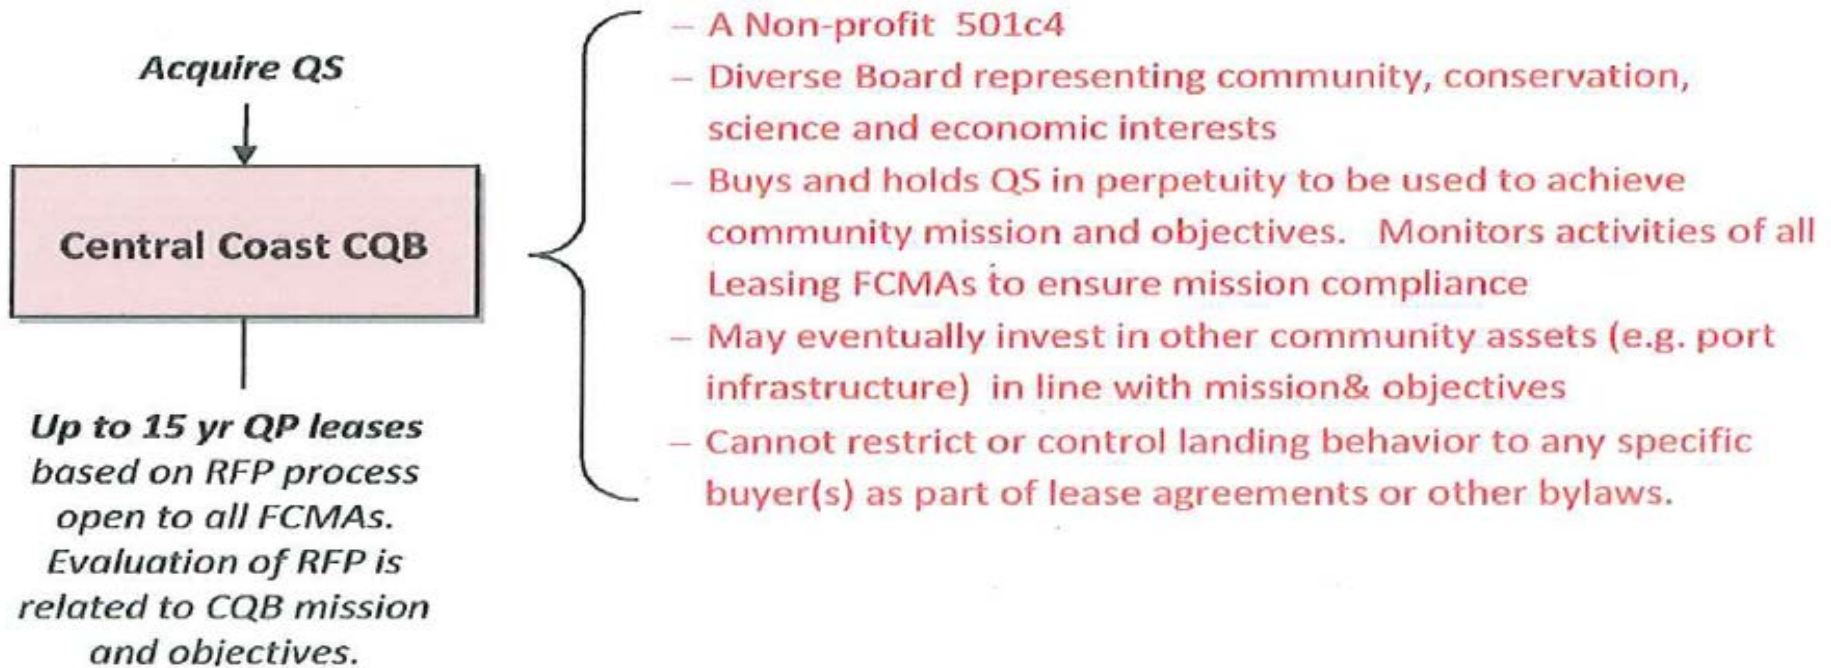 Acquire QS
Central Coast CQB
Up to 15 yr QP leases
based on RFP process
open to all FCMAs.
Evaluation of RFP is
related to CQB mission
and objectives.
– A Non-profit  501c4
– Diverse Board representing community, conservation,
science and economic interests
– Buys and holds QS in perpetuity to be used to achieve
community mission and objectives.   Monitors activities of all
Leasing FCMAs to ensure mission compliance
– May eventually invest in other community assets (e.g. port
infrastructure)  in line with mission& objectives
– Cannot restrict or control landing behavior to any specific
buyer(s) as part of lease agreements or other bylaws.